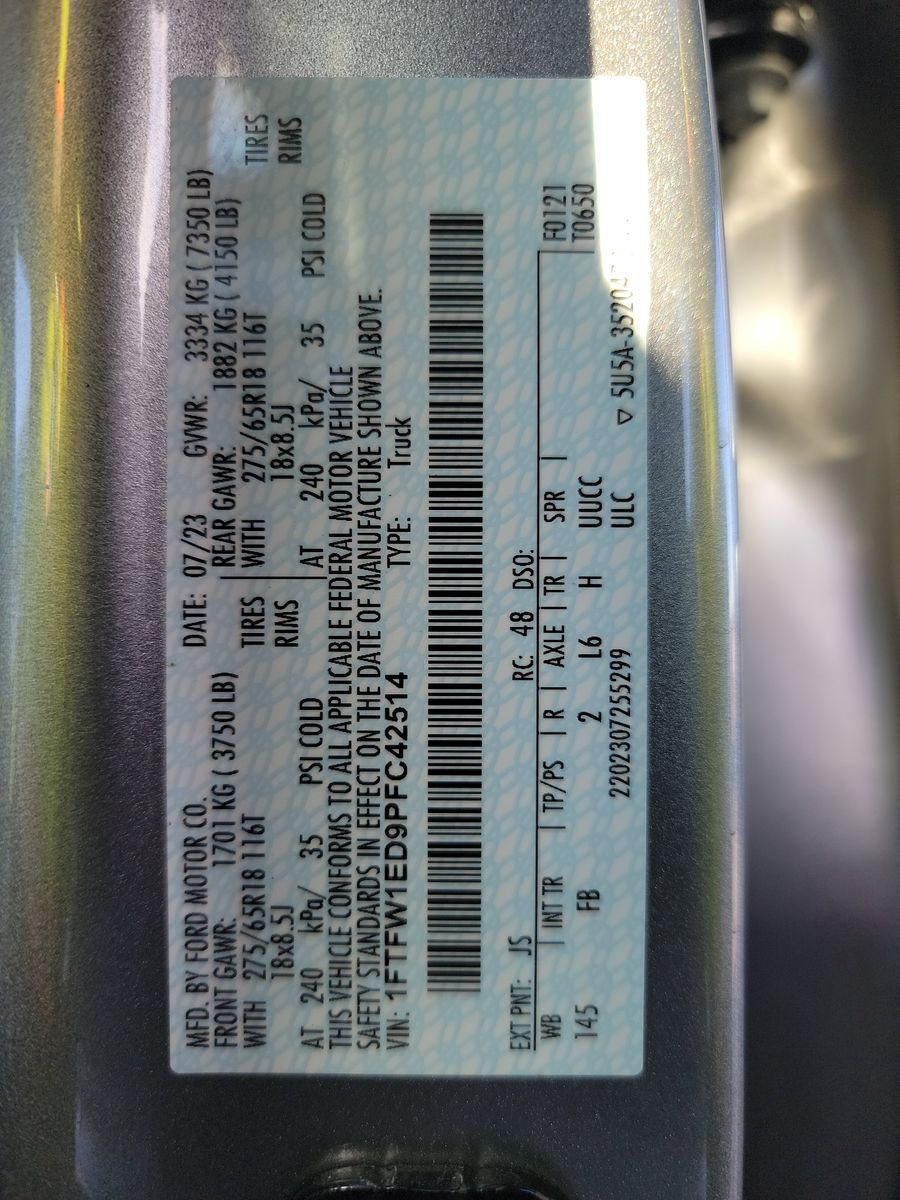 MFD. BY FORD MOTOR CO. DATE: 07/23 GVWR: 3334 KG ( 7350 LB)
FRONT GAWR: 1701 KG ( 3750 LB) REAR GAWR: 1882 KG ( 4150 LB)
WITH 275/65R18 116T TIRES WITH 275/65R18 116T TIRES
18x8.5J RIMS 18x8.5J RIMS
AT 240 kPa/ 35 PSI COLD AT 240 kPa/ 35 PSI COLD
THIS VEHICLE CONFORMS TO ALL APPLICABLE FEDERAL MOTOR VEHICLE
SAFETY STANDARDS IN EFFECT ON THE DATE OF MANUFACTURE SHOWN ABOVE.
VIN: 1FTFW1ED9PFC42514 TYPE: Truck
EXT PNT: JS RC: 48 DSO:
WB | INT TR | TP/PS | R | AXLE | TR | SPR | F0121
145 FB 2 L6 H UUCC T0650
2202307255299 ULC
▽ 5U5A-35204